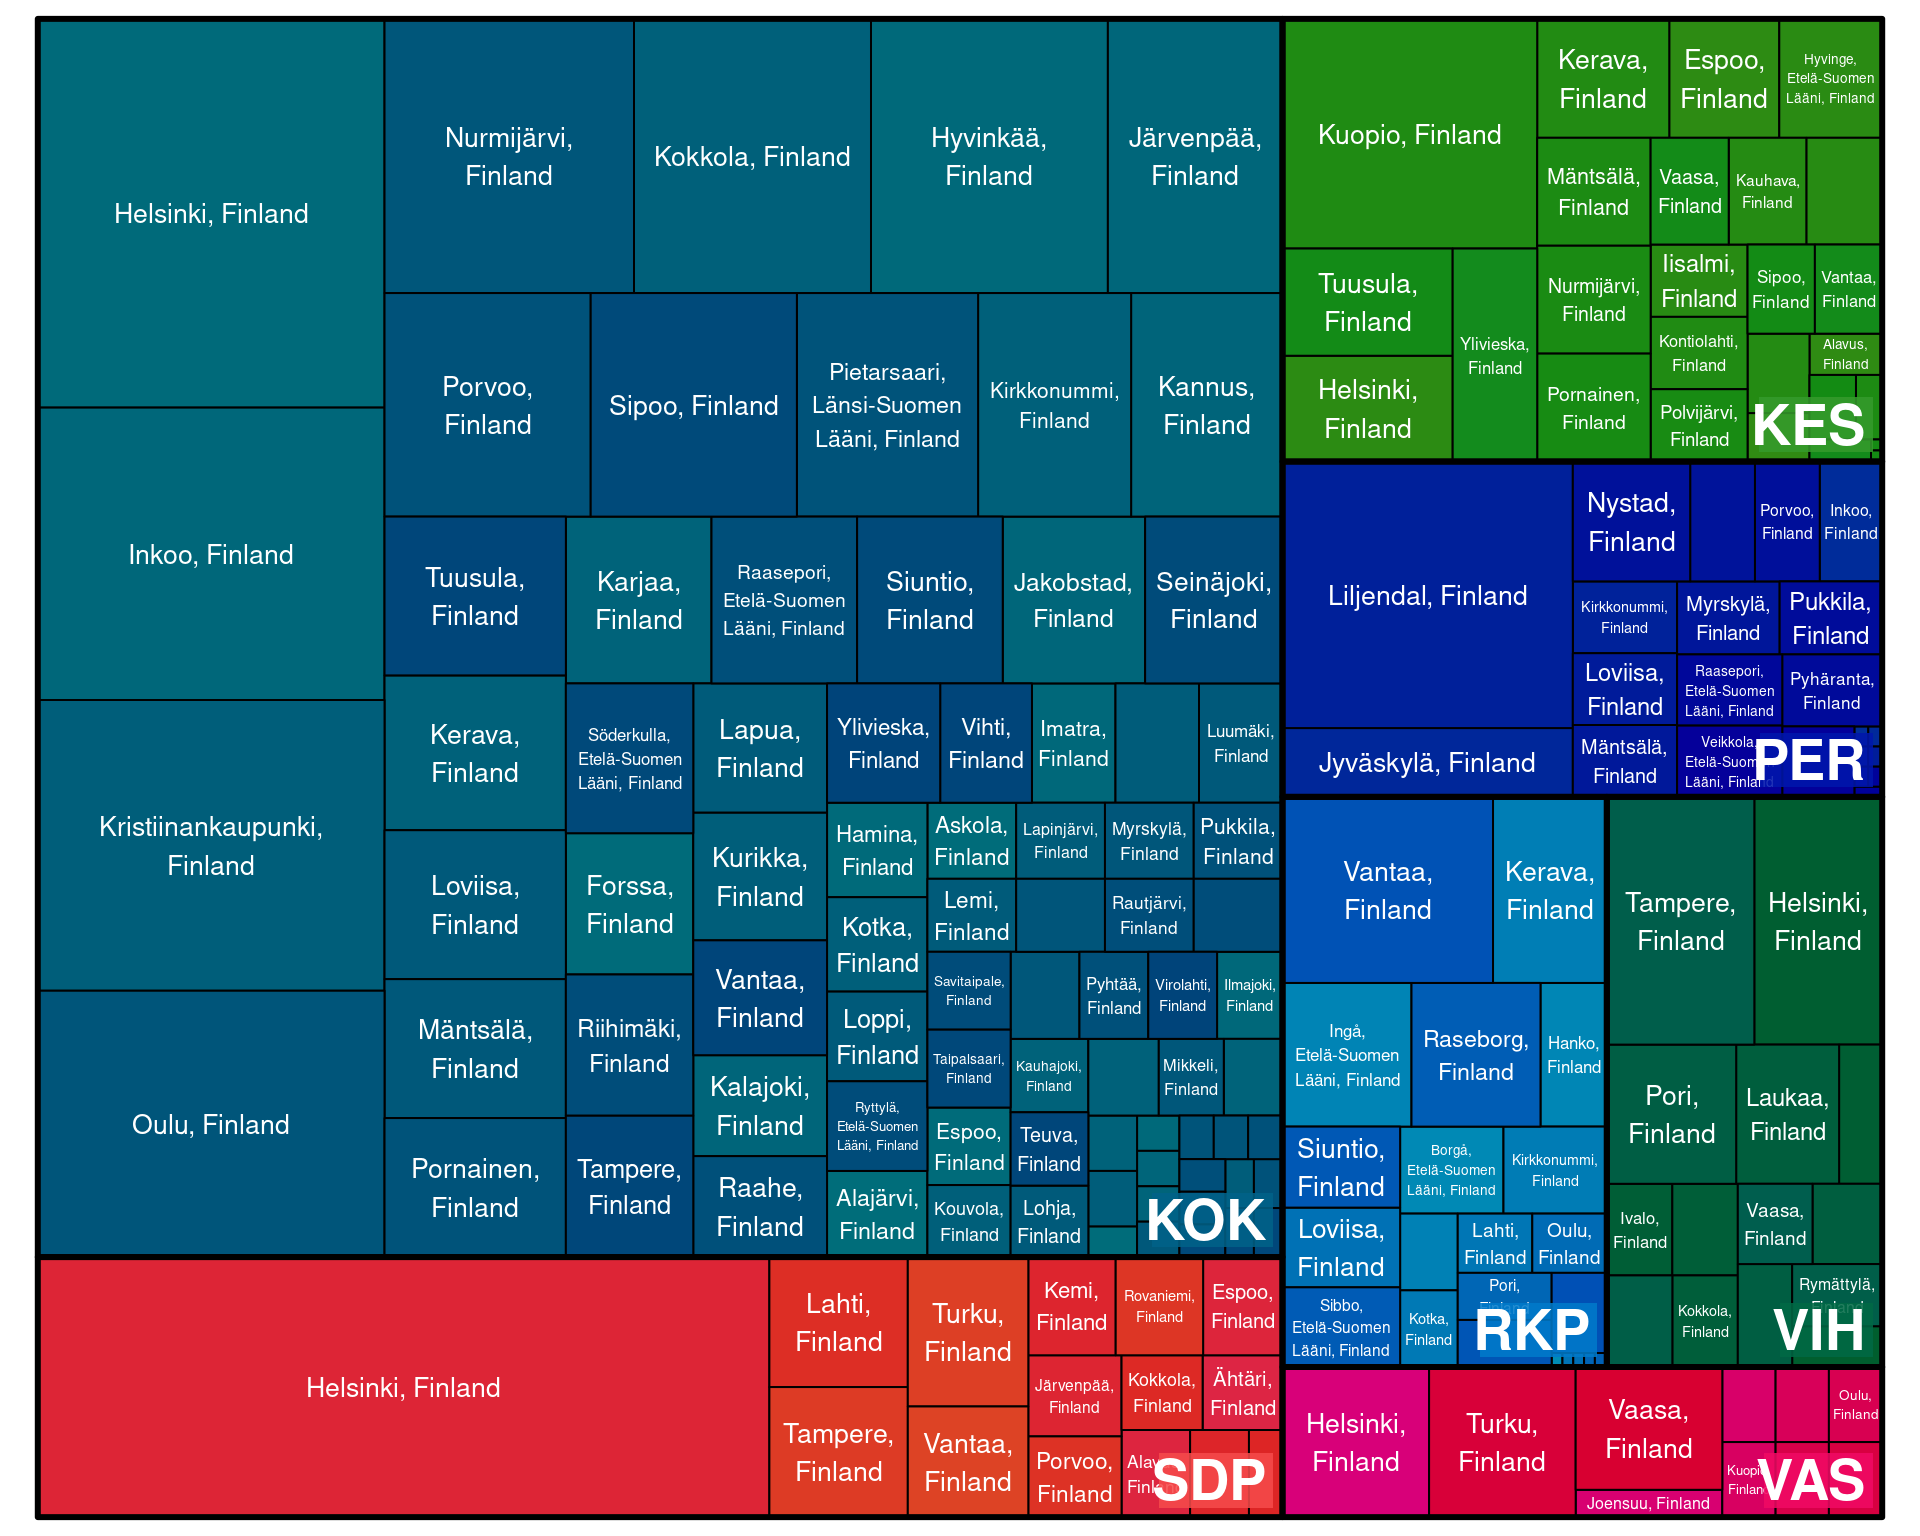 Helsinki, Finland
Inkoo, Finland
Kristiinankaupunki,
Finland
Oulu, Finland
Nurmijärvi,
Finland
Kokkola, Finland
Hyvinkää,
Finland
Järvenpää,
Finland
Porvoo,
Finland
Sipoo, Finland
Pietarsaari,
Länsi-Suomen
Lääni, Finland
Kirkkonummi,
Finland
Kannus,
Finland
Tuusula,
Finland
Karjaa,
Finland
Raasepori,
Etelä-Suomen
Lääni, Finland
Siuntio,
Finland
Jakobstad,
Finland
Seinäjoki,
Finland
Kerava,
Finland
Loviisa,
Finland
Mäntsälä,
Finland
Pornainen,
Finland
Söderkulla,
Etelä-Suomen
Lääni, Finland
Forssa,
Finland
Riihimäki,
Finland
Tampere,
Finland
Lapua,
Finland
Kurikka,
Finland
Vantaa,
Finland
Kalajoki,
Finland
Raahe,
Finland
Ylivieska,
Finland
Vihti,
Finland
Imatra,
Finland
Luumäki,
Finland
Hamina,
Finland
Kotka,
Finland
Loppi,
Finland
Ryttylä,
Etelä-Suomen
Lääni, Finland
Alajärvi,
Finland
Askola,
Finland
Lapinjärvi,
Finland
Myrskylä,
Finland
Pukkila,
Finland
Lemi,
Finland
Rautjärvi,
Finland
Savitaipale,
Finland
Pyhtää,
Finland
Virolahti,
Finland
Ilmajoki,
Finland
Taipalsaari,
Finland
Kauhajoki,
Finland
Mikkeli,
Finland
Espoo,
Finland
Teuva,
Finland
Kouvola,
Finland
Lohja,
Finland
KOK
Helsinki, Finland
Lahti,
Finland
Tampere,
Finland
Turku,
Finland
Vantaa,
Finland
Kemi,
Finland
Rovaniemi,
Finland
Espoo,
Finland
Järvenpää,
Finland
Kokkola,
Finland
Ähtäri,
Finland
Porvoo,
Finland
SDP
Kuopio, Finland
Kerava,
Finland
Espoo,
Finland
Hyvinge,
Etelä-Suomen
Lääni, Finland
Mäntsälä,
Finland
Vaasa,
Finland
Kauhava,
Finland
Tuusula,
Finland
Helsinki,
Finland
Ylivieska,
Finland
Nurmijärvi,
Finland
Pornainen,
Finland
Iisalmi,
Finland
Sipoo,
Finland
Vantaa,
Finland
Kontiolahti,
Finland
Alavus,
Finland
Polvijärvi,
Finland
KES
Liljendal, Finland
Jyväskylä, Finland
Nystad,
Finland
Porvoo,
Finland
Inkoo,
Finland
Kirkkonummi,
Finland
Myrskylä,
Finland
Pukkila,
Finland
Loviisa,
Finland
Raasepori,
Etelä-Suomen
Lääni, Finland
Pyhäranta,
Finland
Mäntsälä,
Finland
Veikkola,
Etelä-Suomen
Lääni, Finland
PER
Vantaa,
Finland
Kerava,
Finland
Ingå,
Etelä-Suomen
Lääni, Finland
Raseborg,
Finland
Hanko,
Finland
Siuntio,
Finland
Borgå,
Etelä-Suomen
Lääni, Finland
Kirkkonummi,
Finland
Loviisa,
Finland
Lahti,
Finland
Oulu,
Finland
Sibbo,
Etelä-Suomen
Lääni, Finland
Kotka,
Finland
Pori,
Finland
RKP
Tampere,
Finland
Helsinki,
Finland
Pori,
Finland
Laukaa,
Finland
Ivalo,
Finland
Vaasa,
Finland
Kokkola,
Finland
Rymättylä,
Finland
VIH
Helsinki,
Finland
Turku,
Finland
Vaasa,
Finland
Joensuu, Finland
Oulu,
Finland
Kuopio,
Finland
VAS